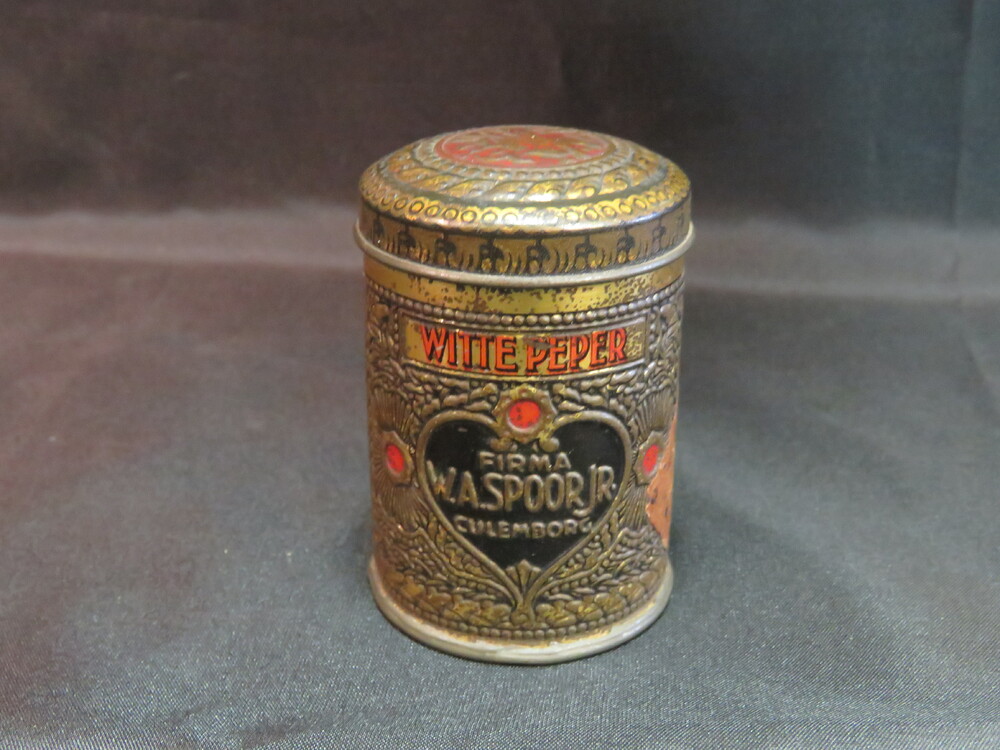 WITTE PEPER
FIRMA
W.A.SPOOR JR.
CULEMBORG